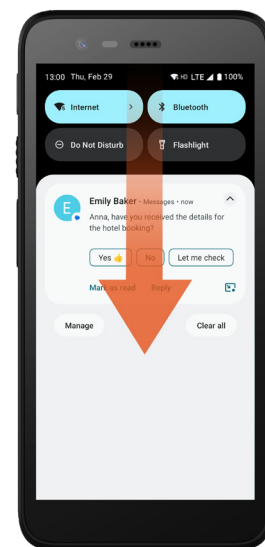 13:00 Thu, Feb 29 HD LTE 100%
Internet > Bluetooth
Do Not Disturb Flashlight
E
Emily Baker · Messages · now
Anna, have you received the details for
the hotel booking?
Yes 👍 No Let me check
Mark as read Reply
Manage Clear all